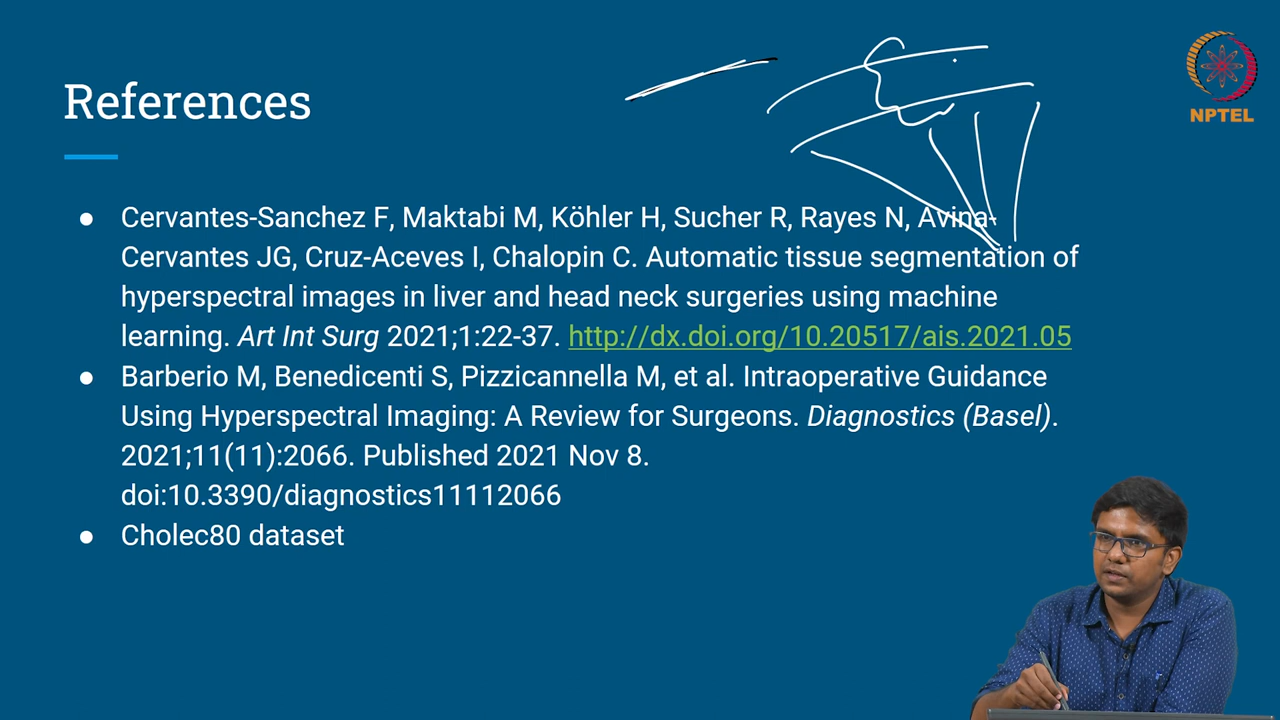 References
NPTEL
● Cervantes-Sanchez F, Maktabi M, Köhler H, Sucher R, Rayes N, Avina-
Cervantes JG, Cruz-Aceves I, Chalopin C. Automatic tissue segmentation of
hyperspectral images in liver and head neck surgeries using machine
learning. Art Int Surg 2021;1:22-37. http://dx.doi.org/10.20517/ais.2021.05
● Barberio M, Benedicenti S, Pizzicannella M, et al. Intraoperative Guidance
Using Hyperspectral Imaging: A Review for Surgeons. Diagnostics (Basel).
2021;11(11):2066. Published 2021 Nov 8.
doi:10.3390/diagnostics11112066
● Cholec80 dataset